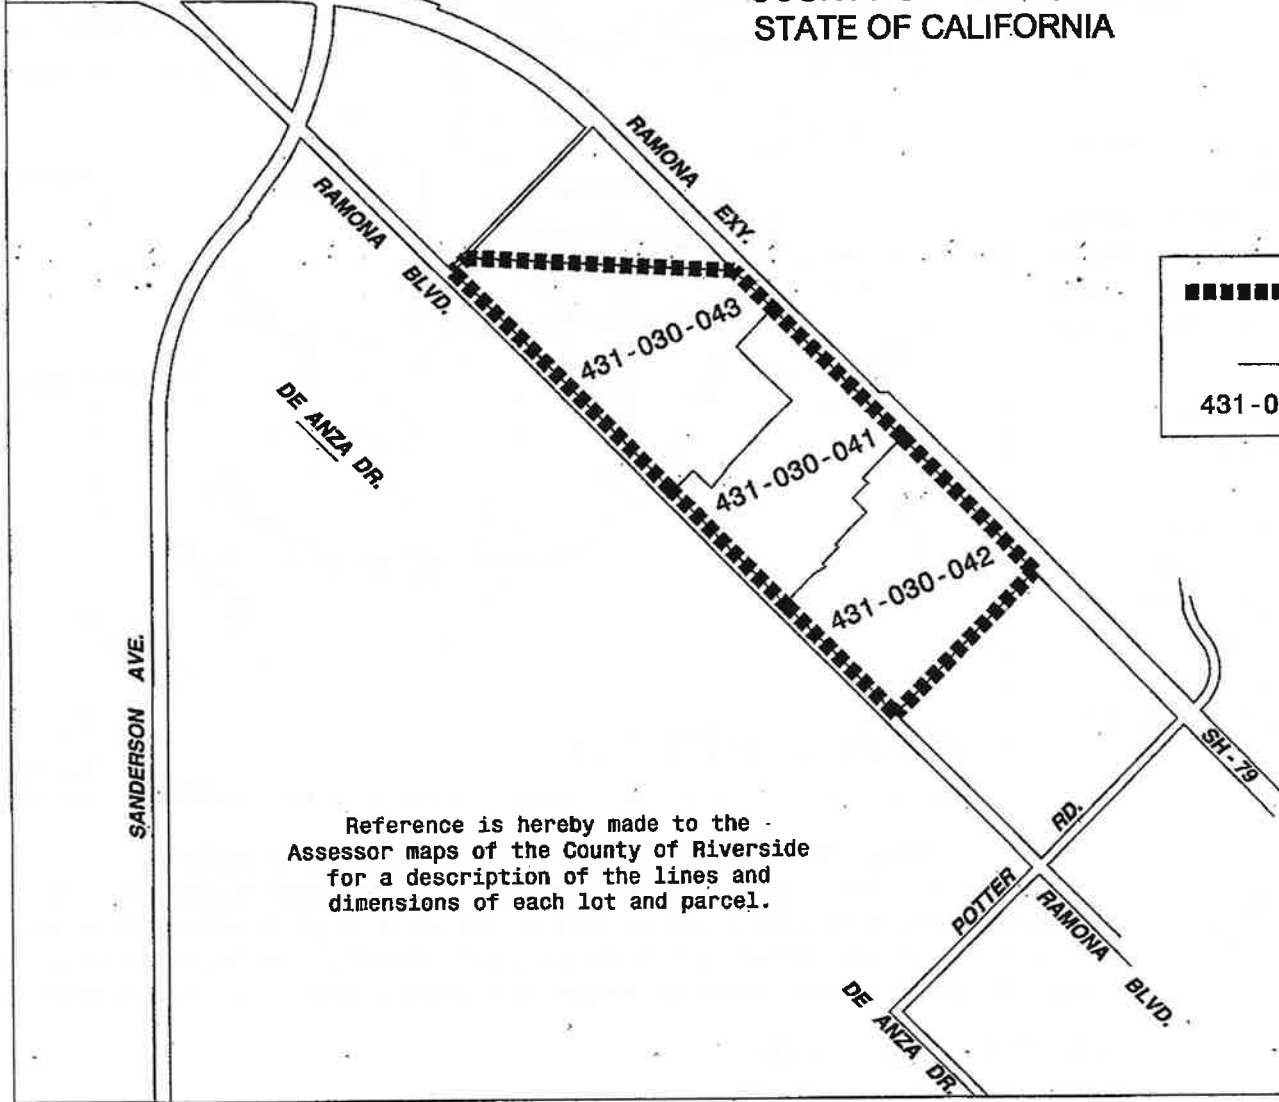 STATE OF CALIFORNIA
RAMONA EXY.
RAMONA BLVD.
431-030-043
431-0
DE ANZA DR.
431-030-041
431-030-042
SANDERSON AVE.
SH-79
RD.
Reference is hereby made to the
Assessor maps of the County of Riverside
for a description of the lines and
dimensions of each lot and parcel.
POTTER
RAMONA BLVD.
DE ANZA DR.